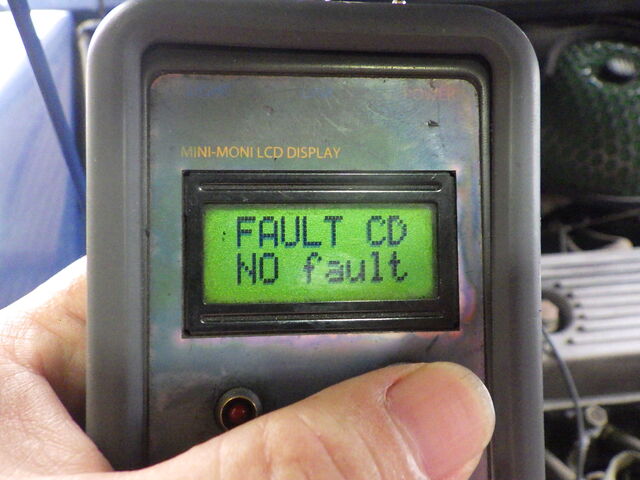 MINI-MONI LCD DISPLAY
FAULT CD
NO fault